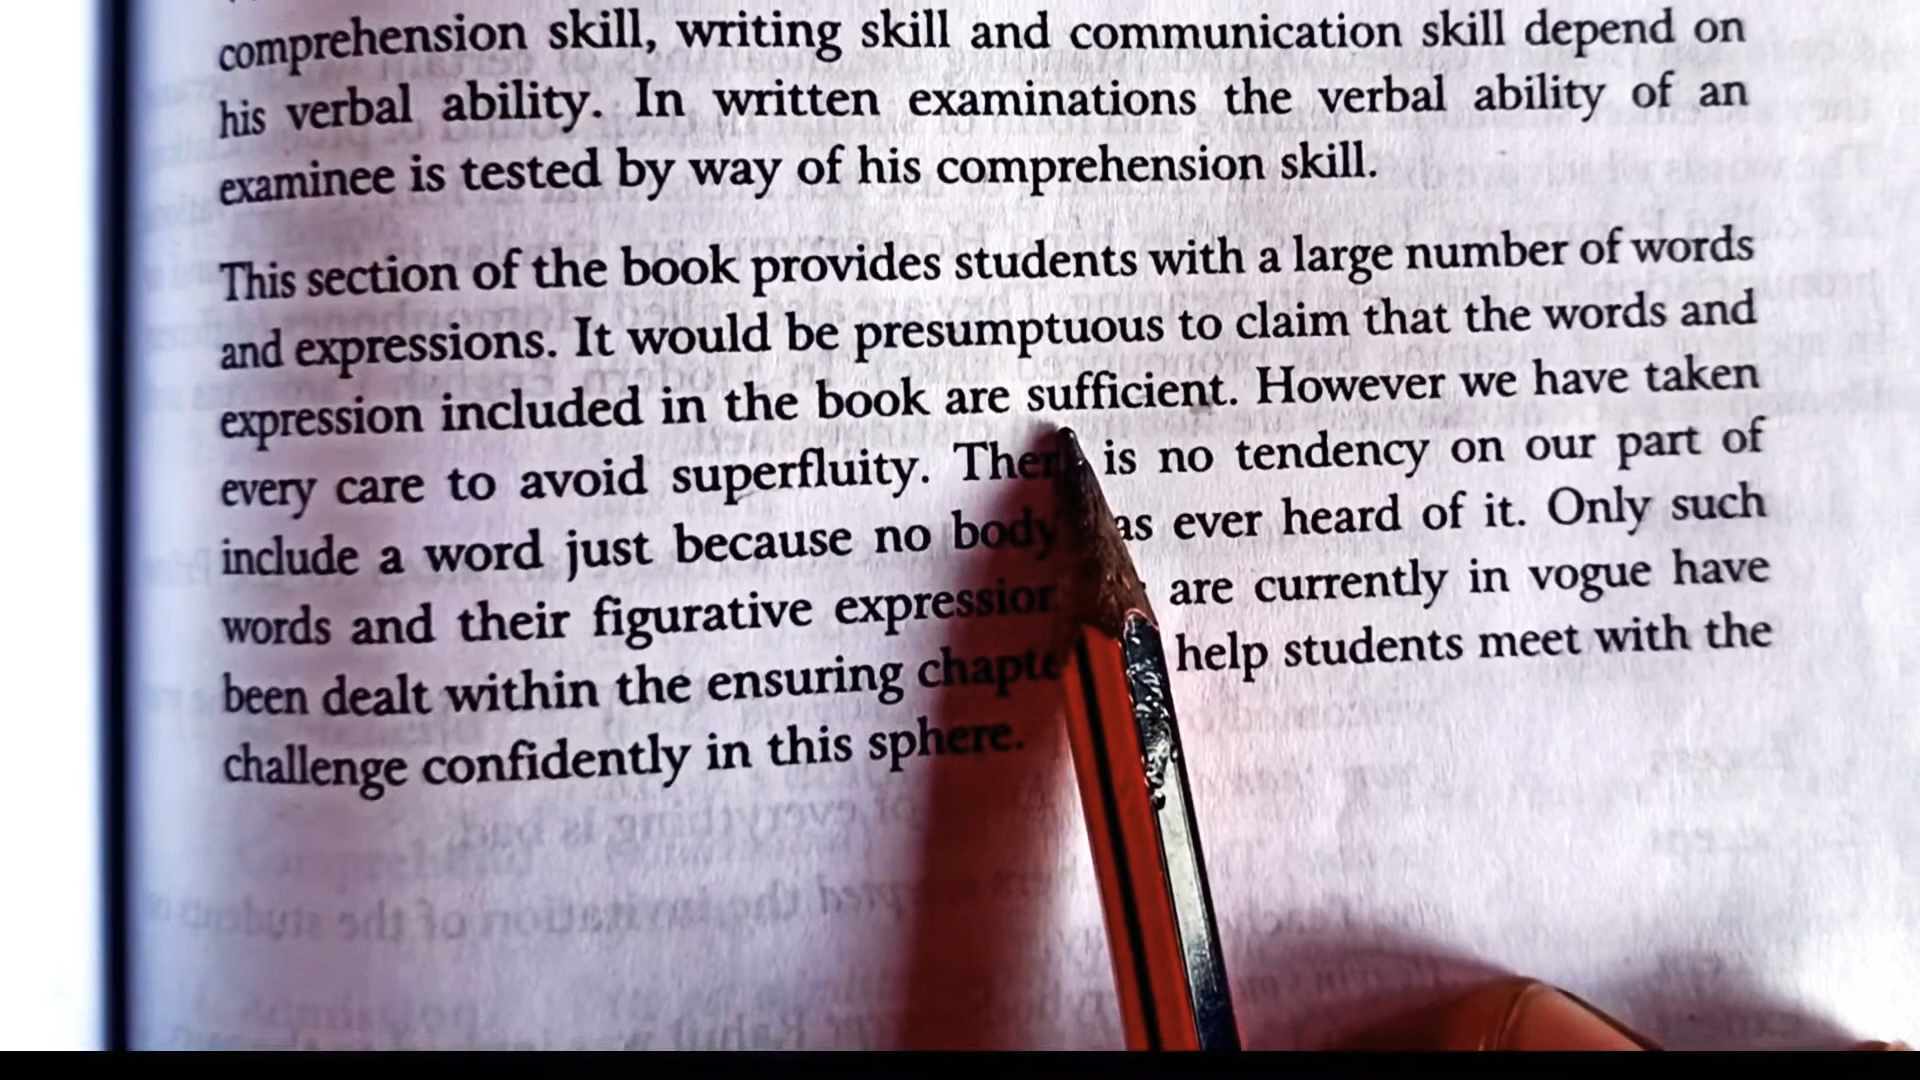 comprehension skill, writing skill and communication skill depend on
his verbal ability. In written examinations the verbal ability of an
examinee is tested by way of his comprehension skill.
This section of the book provides students with a large number of words
and expressions. It would be presumptuous to claim that the words and
expression included in the book are sufficient. However we have taken
every care to avoid superfluity. There is no tendency on our part of
include a word just because no body has ever heard of it. Only such
words and their figurative expression are currently in vogue have
been dealt within the ensuring chapte help students meet with the
challenge confidently in this sphere.